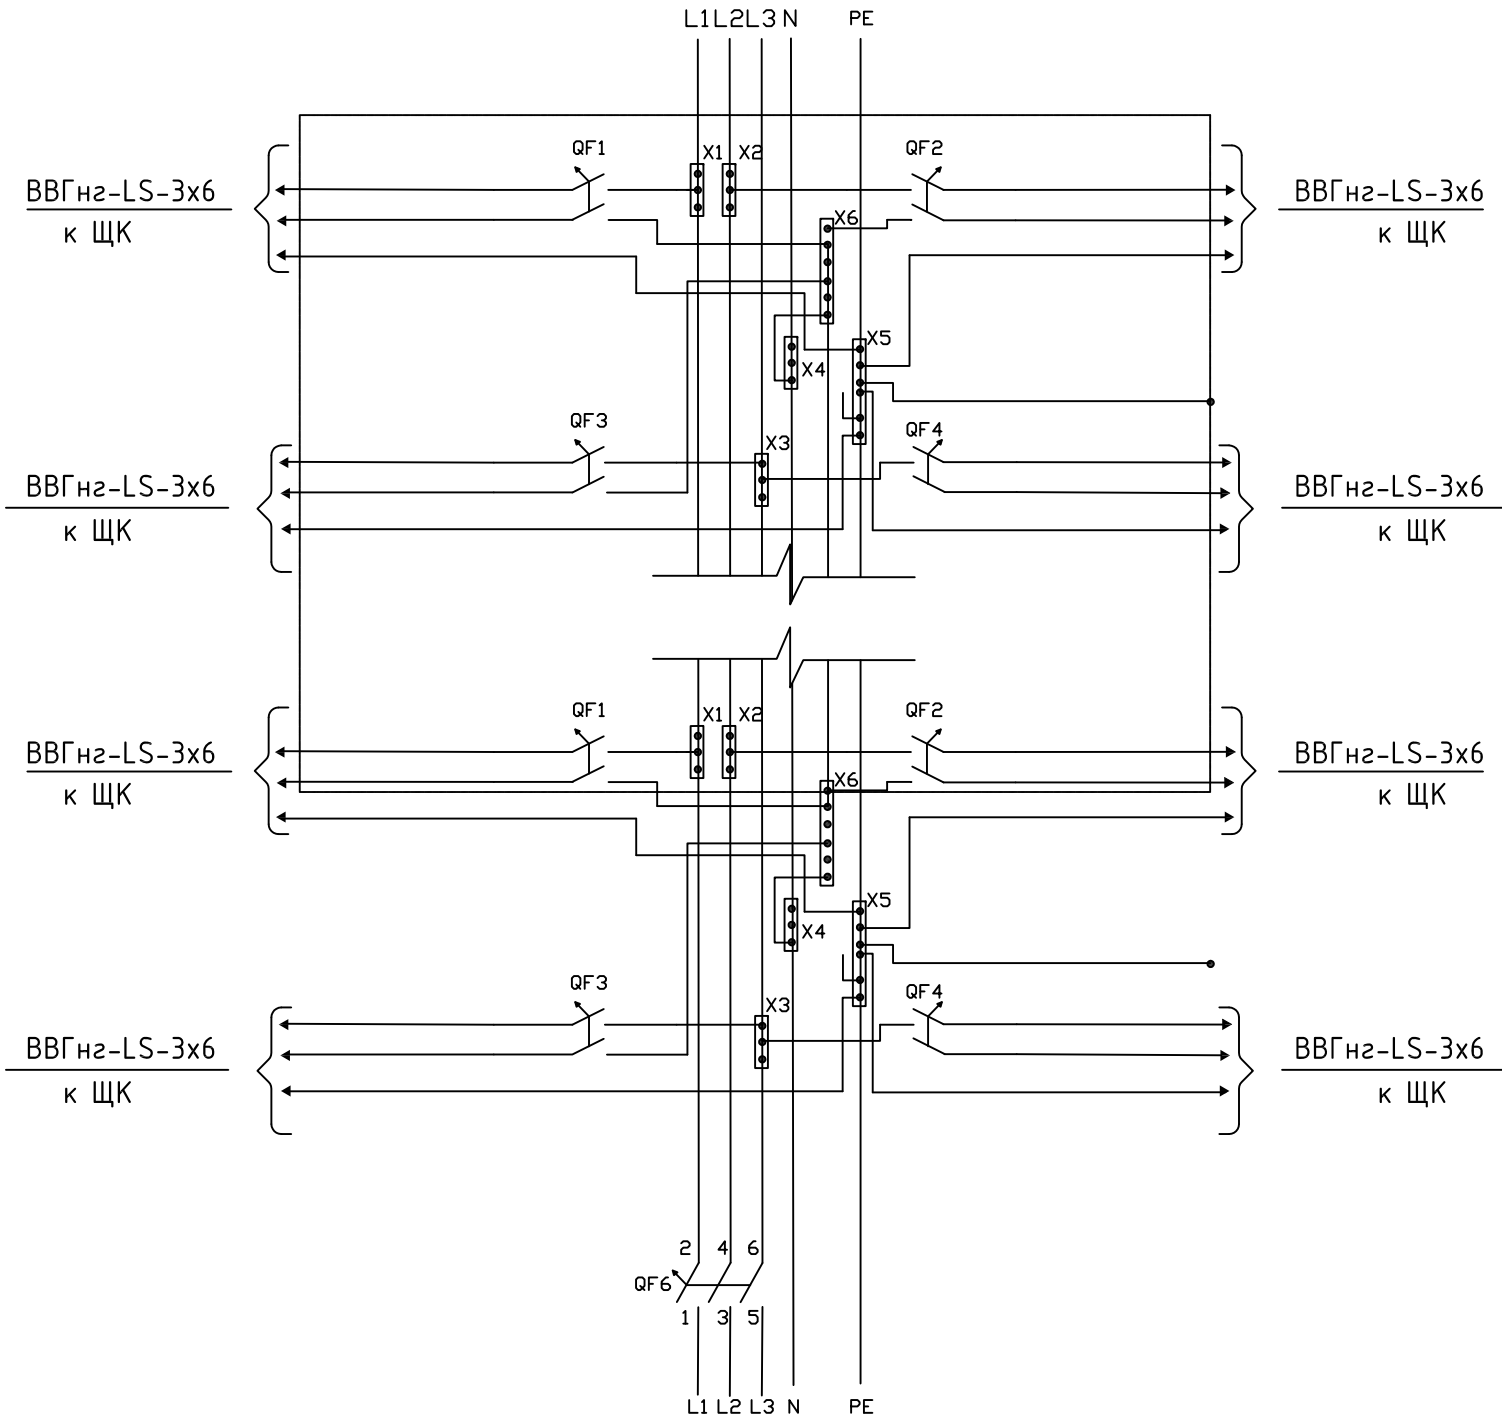 L1 L2 L3 N PE
QF1 X1 X2 QF2
ВВГнг-LS-3х6 ВВГнг-LS-3х6
к ЩК X6 к ЩК
X5
X4
QF3 X3 QF4
ВВГнг-LS-3х6 ВВГнг-LS-3х6
к ЩК к ЩК
QF1 X1 X2 QF2
ВВГнг-LS-3х6 ВВГнг-LS-3х6
к ЩК X6 к ЩК
X5
X4
QF3 X3 QF4
ВВГнг-LS-3х6 ВВГнг-LS-3х6
к ЩК к ЩК
2 4 6
QF6
1 3 5
L1 L2 L3 N PE